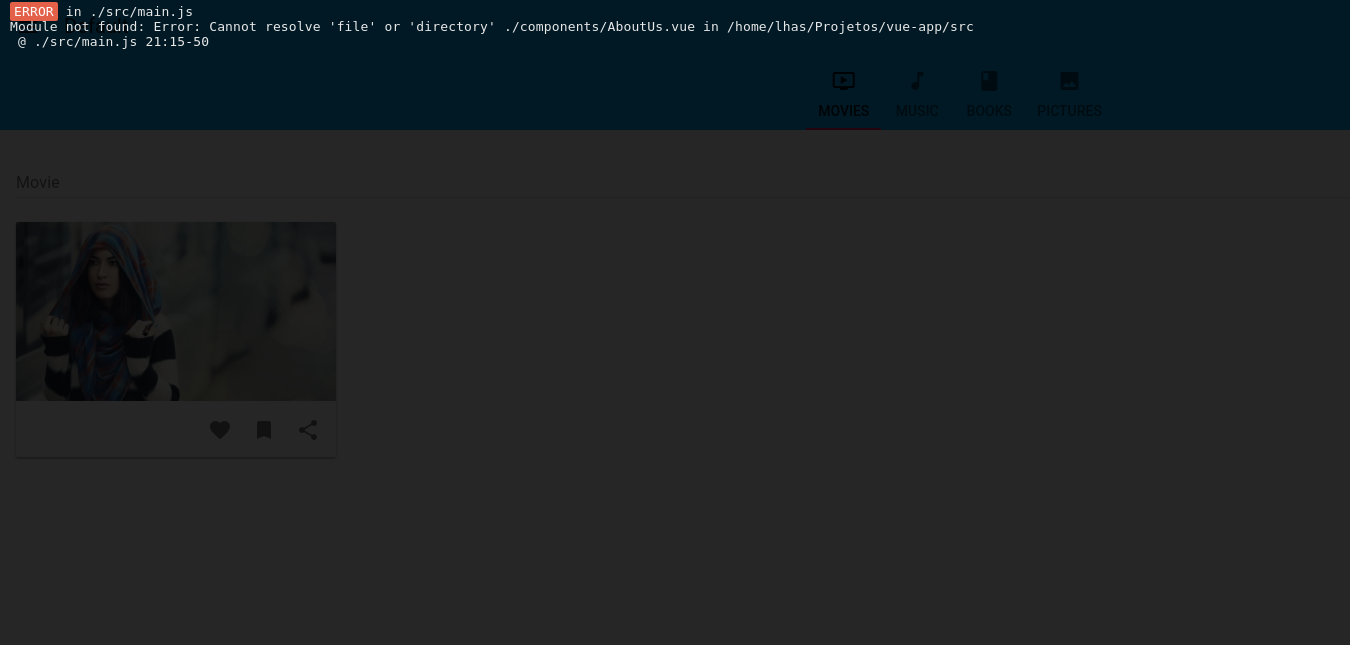 ERROR in ./src/main.js
Module not found: Error: Cannot resolve 'file' or 'directory' ./components/AboutUs.vue in /home/lhas/Projetos/vue-app/src
@ ./src/main.js 21:15-50
MOVIES MUSIC BOOKS PICTURES
Movie